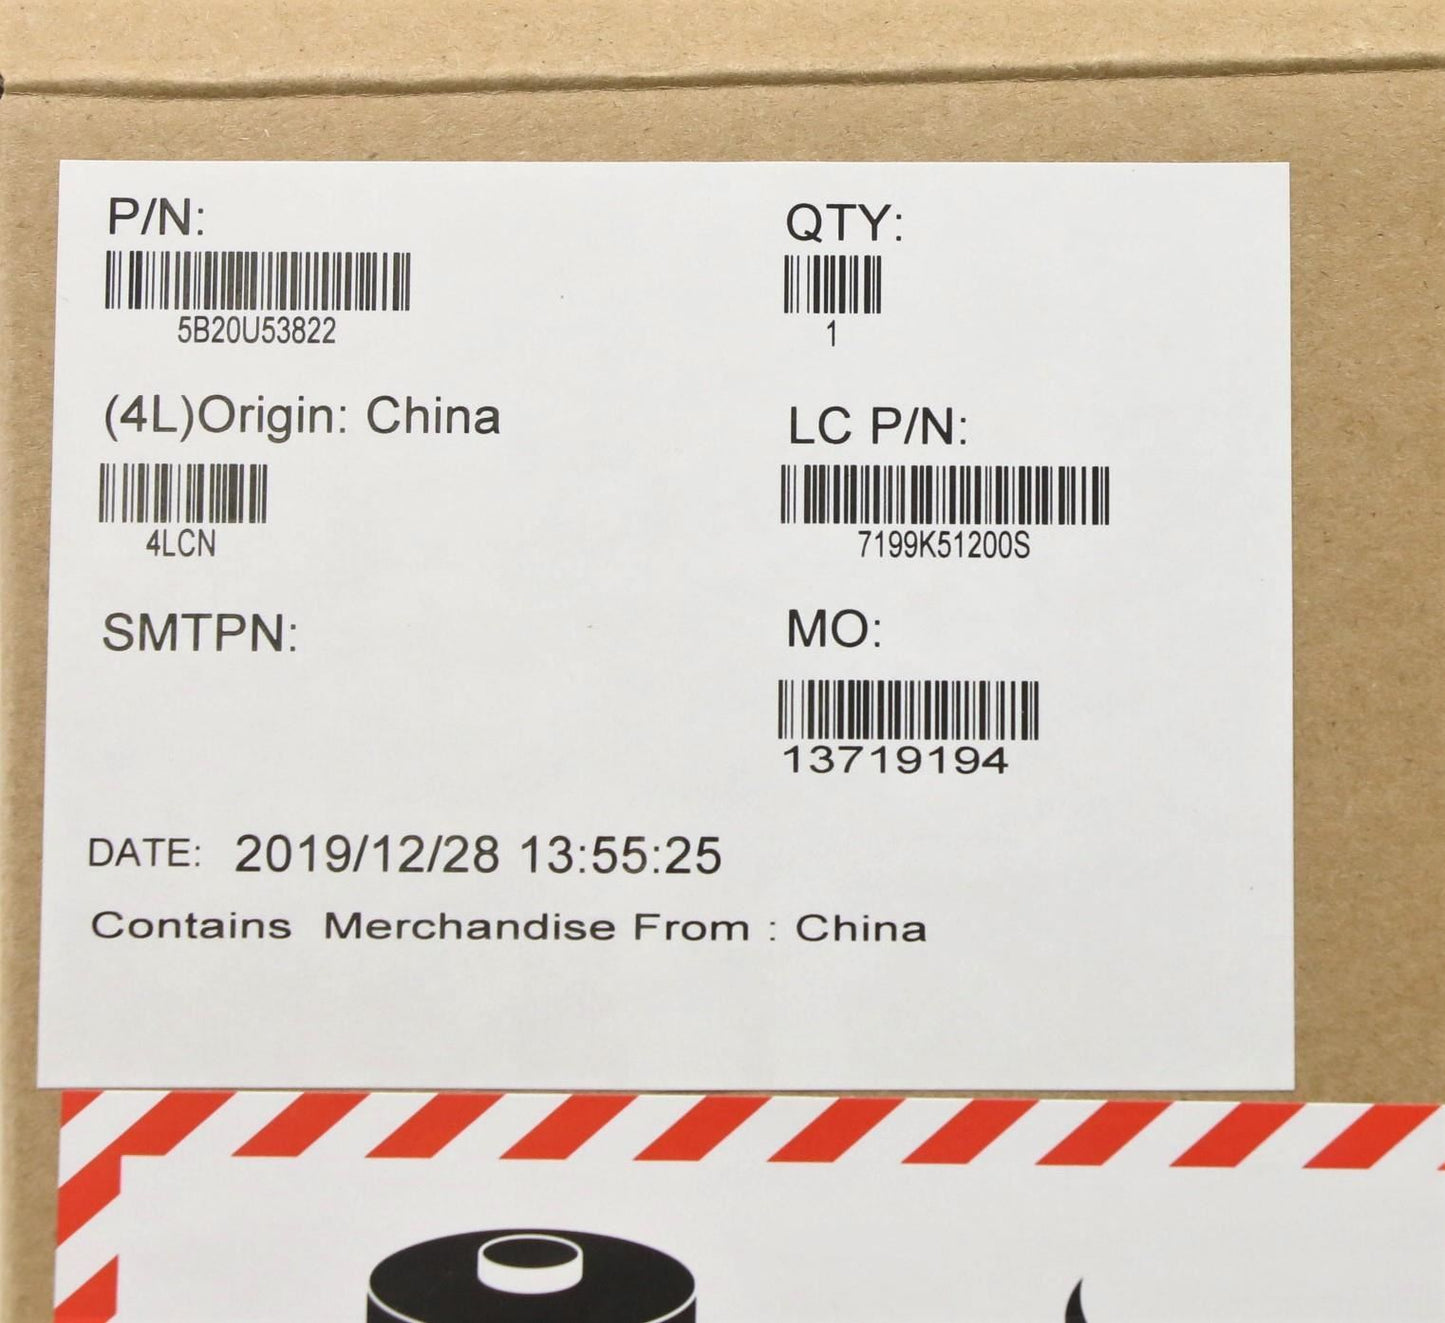 P/N:
5B20U53822
QTY:
1
(4L)Origin: China
4LCN
LC P/N:
7199K51200S
SMTPN:
MO:
13719194
DATE: 2019/12/28 13:55:25
Contains Merchandise From : China